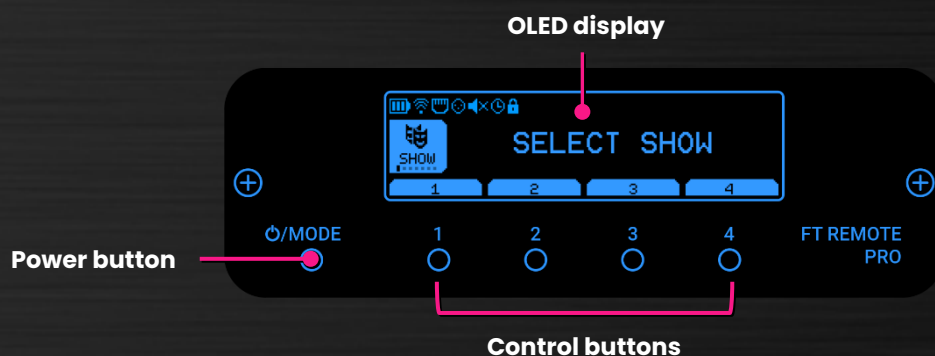 OLED display
SELECT SHOW
SHOW
1 2 3 4
⏻/MODE 1 2 3 4 FT REMOTE
PRO
Power button
Control buttons